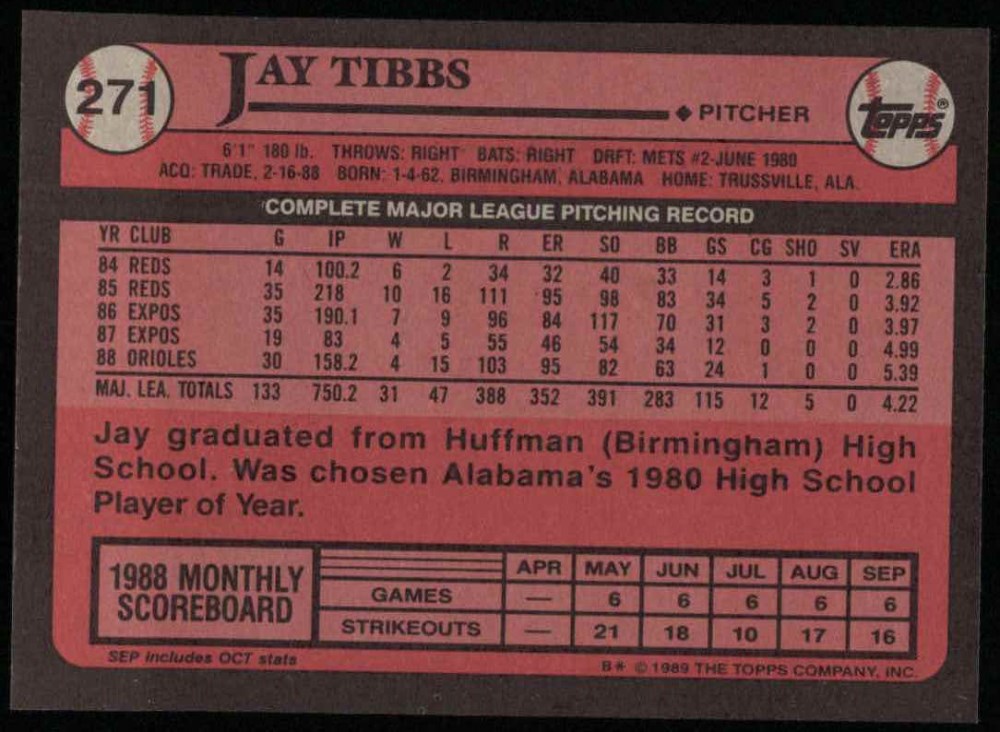 271
JAY TIBBS
◆ PITCHER
TOPPS®
6'1" 180 lb. THROWS: RIGHT BATS: RIGHT DRFT: METS #2-JUNE 1980
ACQ: TRADE, 2-16-88 BORN: 1-4-62, BIRMINGHAM, ALABAMA HOME: TRUSSVILLE, ALA.
COMPLETE MAJOR LEAGUE PITCHING RECORD
YR CLUB G IP W L R ER SO BB GS CG SHO SV ERA
84 REDS 14 100.2 6 2 34 32 40 33 14 3 1 0 2.86
85 REDS 35 218 10 16 111 95 98 83 34 5 2 0 3.92
86 EXPOS 35 190.1 7 9 96 84 117 70 31 3 2 0 3.97
87 EXPOS 19 83 4 5 55 46 54 34 12 0 0 0 4.99
88 ORIOLES 30 158.2 4 15 103 95 82 63 24 1 0 0 5.39
MAJ. LEA. TOTALS 133 750.2 31 47 388 352 391 283 115 12 5 0 4.22
Jay graduated from Huffman (Birmingham) High
School. Was chosen Alabama's 1980 High School
Player of Year.
1988 MONTHLY
SCOREBOARD
APR MAY JUN JUL AUG SEP
GAMES — 6 6 6 6 6
STRIKEOUTS — 21 18 10 17 16
SEP includes OCT stats
B* © 1989 THE TOPPS COMPANY, INC.